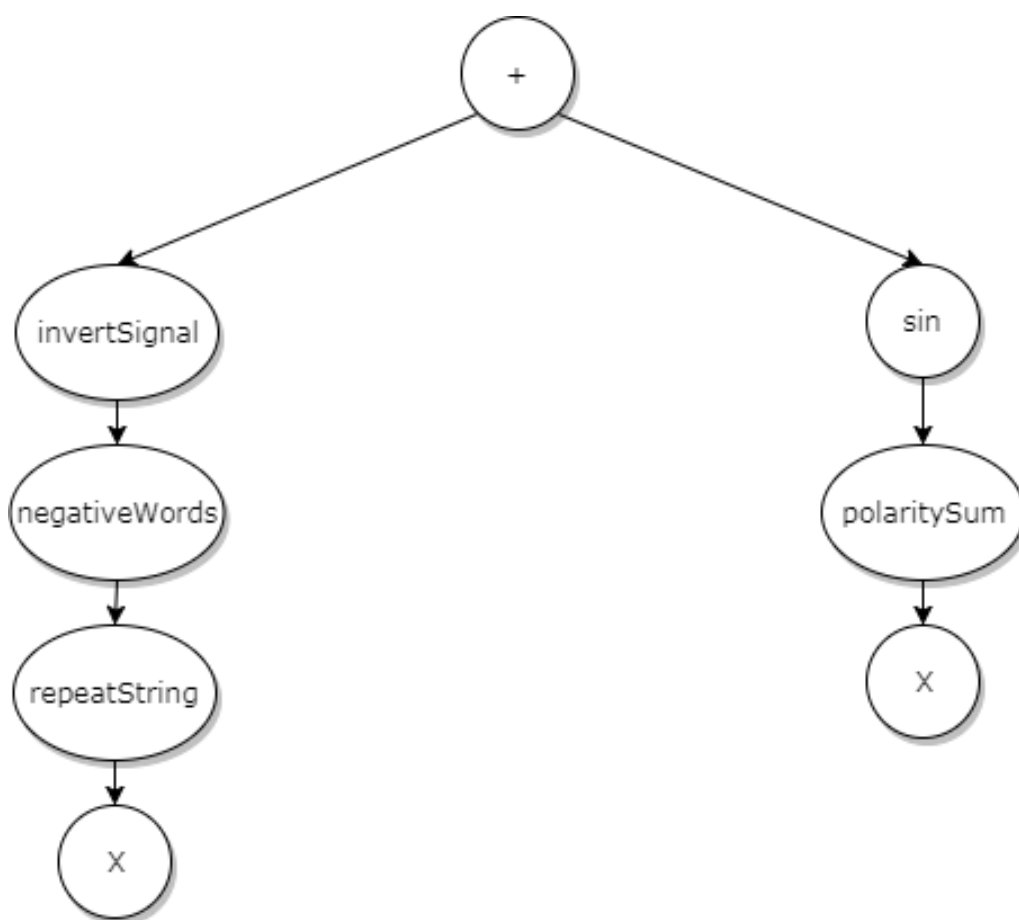 +
invertSignal
sin
negativeWords
polaritySum
repeatString
X
X